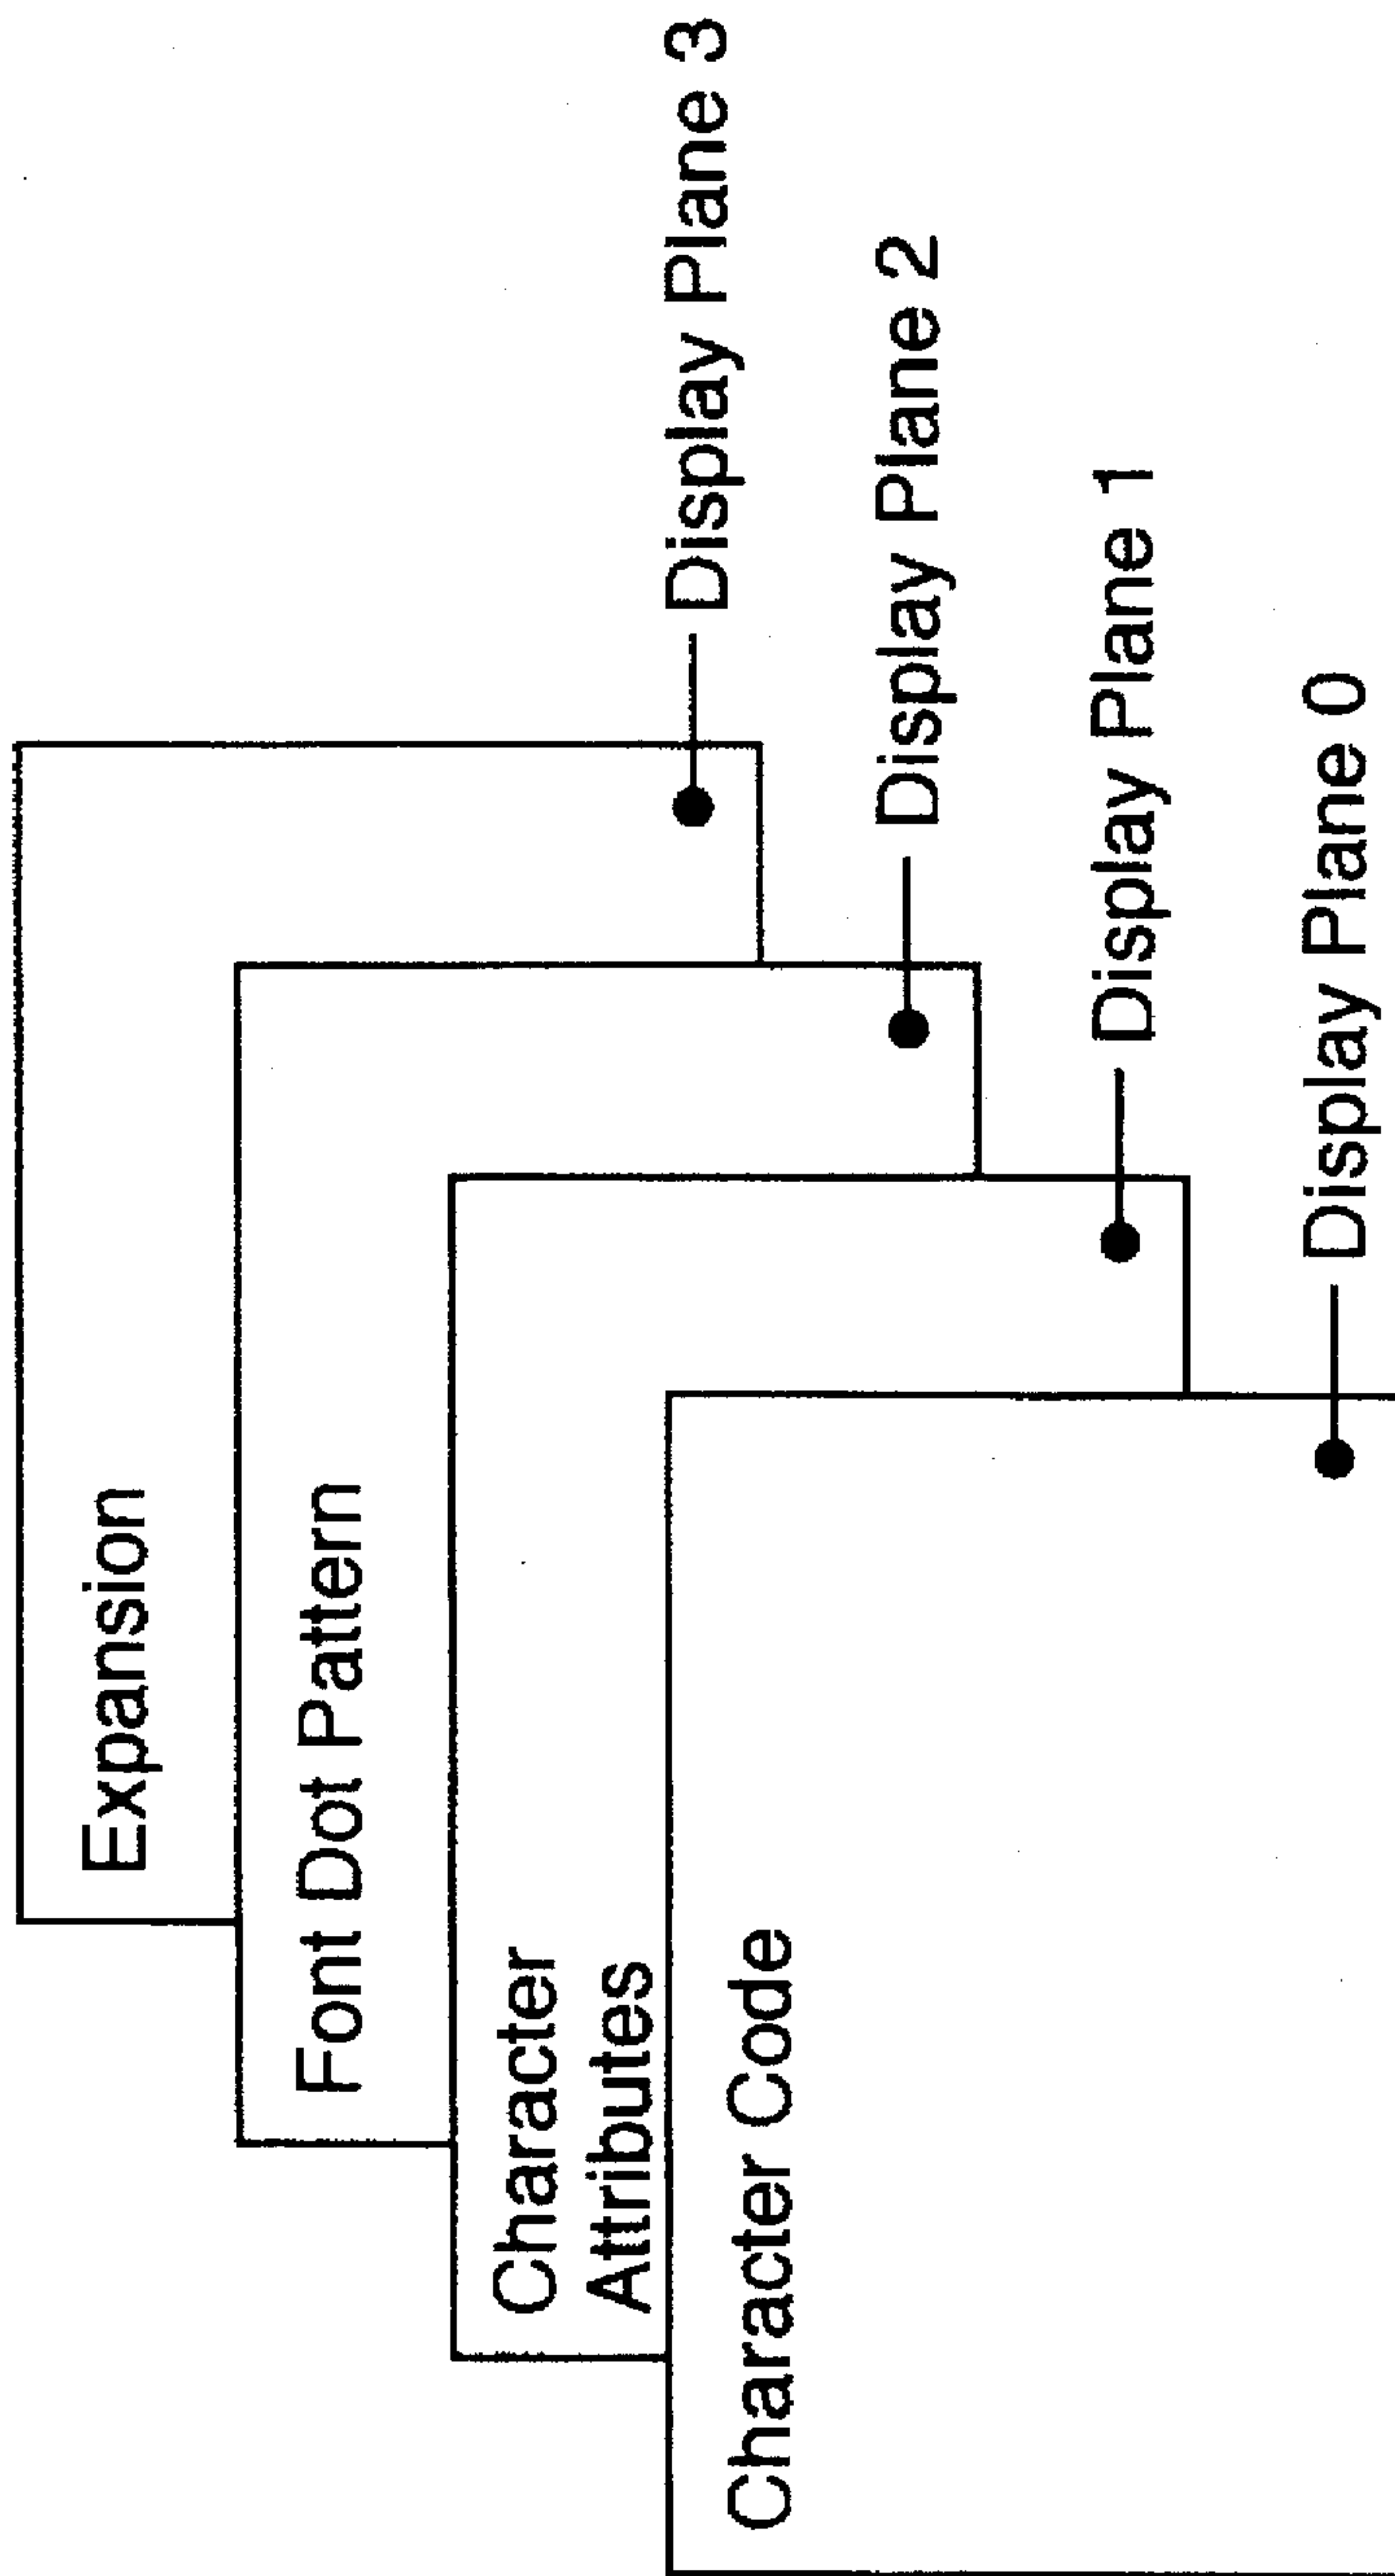 Expansion
Font Dot Pattern
Character
Attributes
Character Code
Display Plane 3
Display Plane 2
Display Plane 1
Display Plane 0